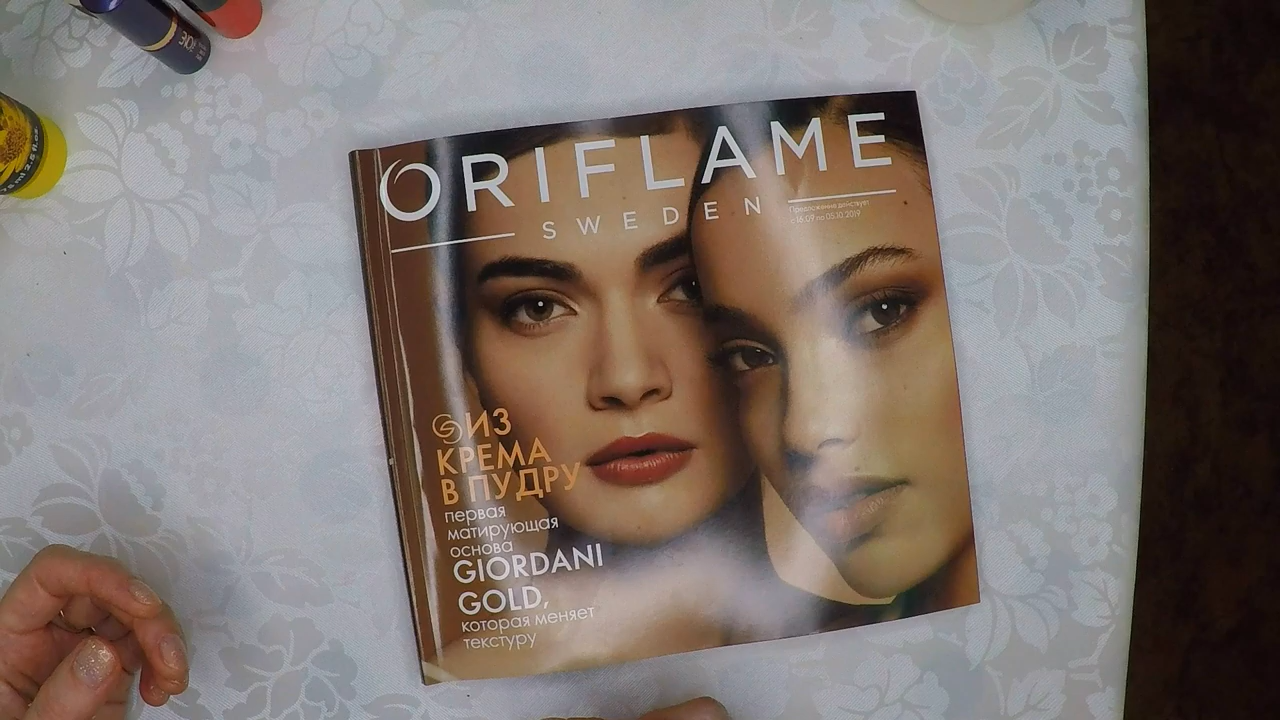 ORIFLAME
SWEDEN
Предложения действует
с 16.09 по 05.10.2019
ИЗ
КРЕМА
В ПУДРУ
первая
матирующая
основа
GIORDANI
GOLD,
которая меняет
текстуру